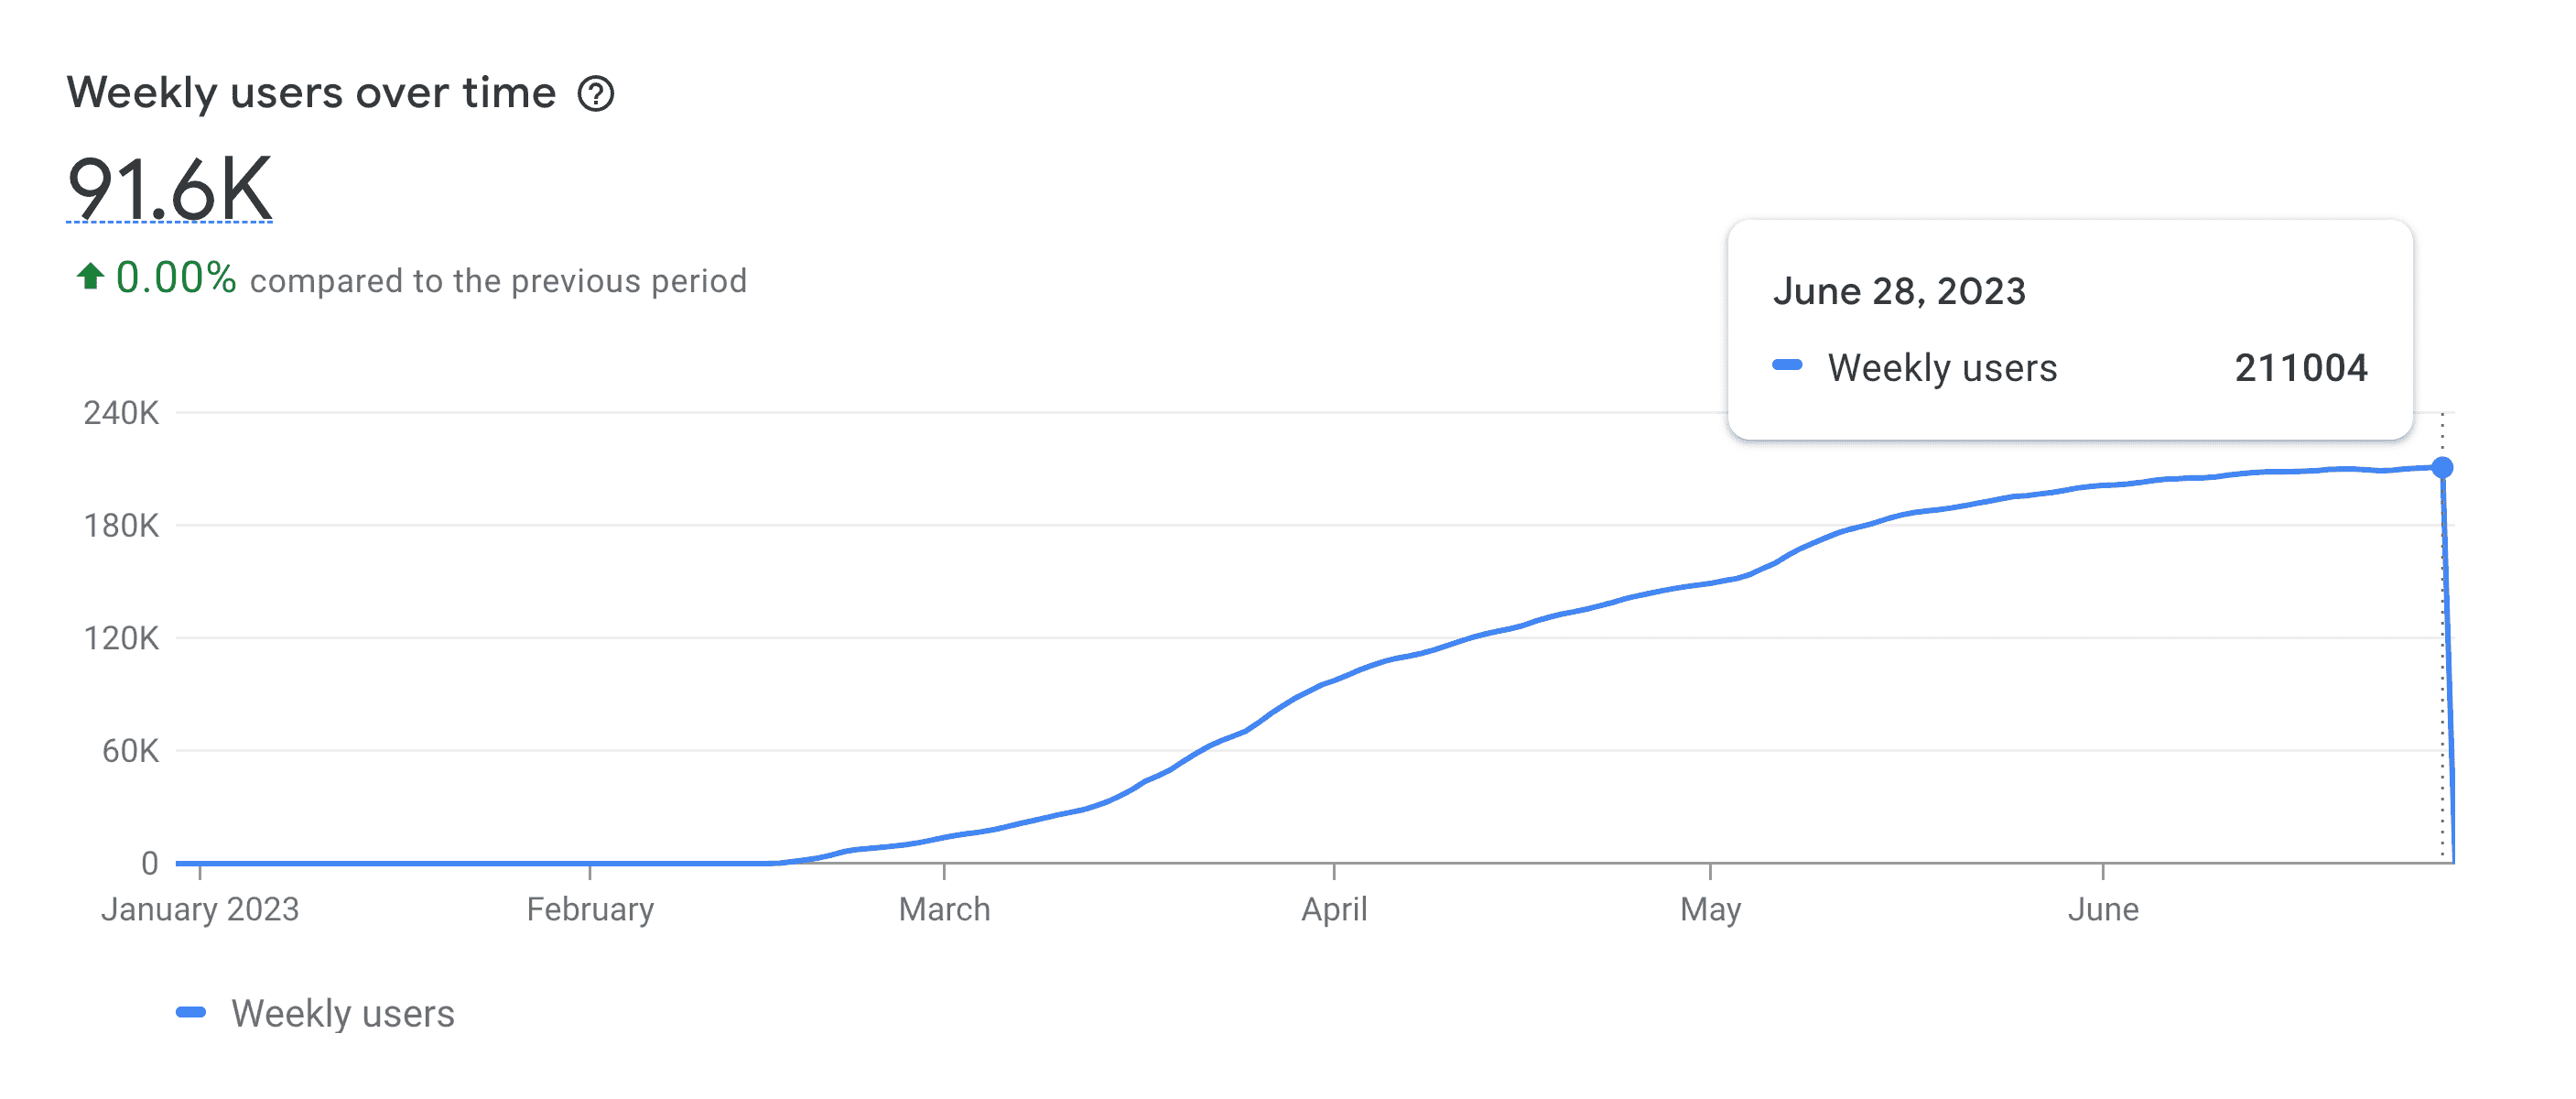 Weekly users over time
91.6K
0.00% compared to the previous period
June 28, 2023
Weekly users 211004
240K
180K
120K
60K
0
January 2023 February March April May June
Weekly users